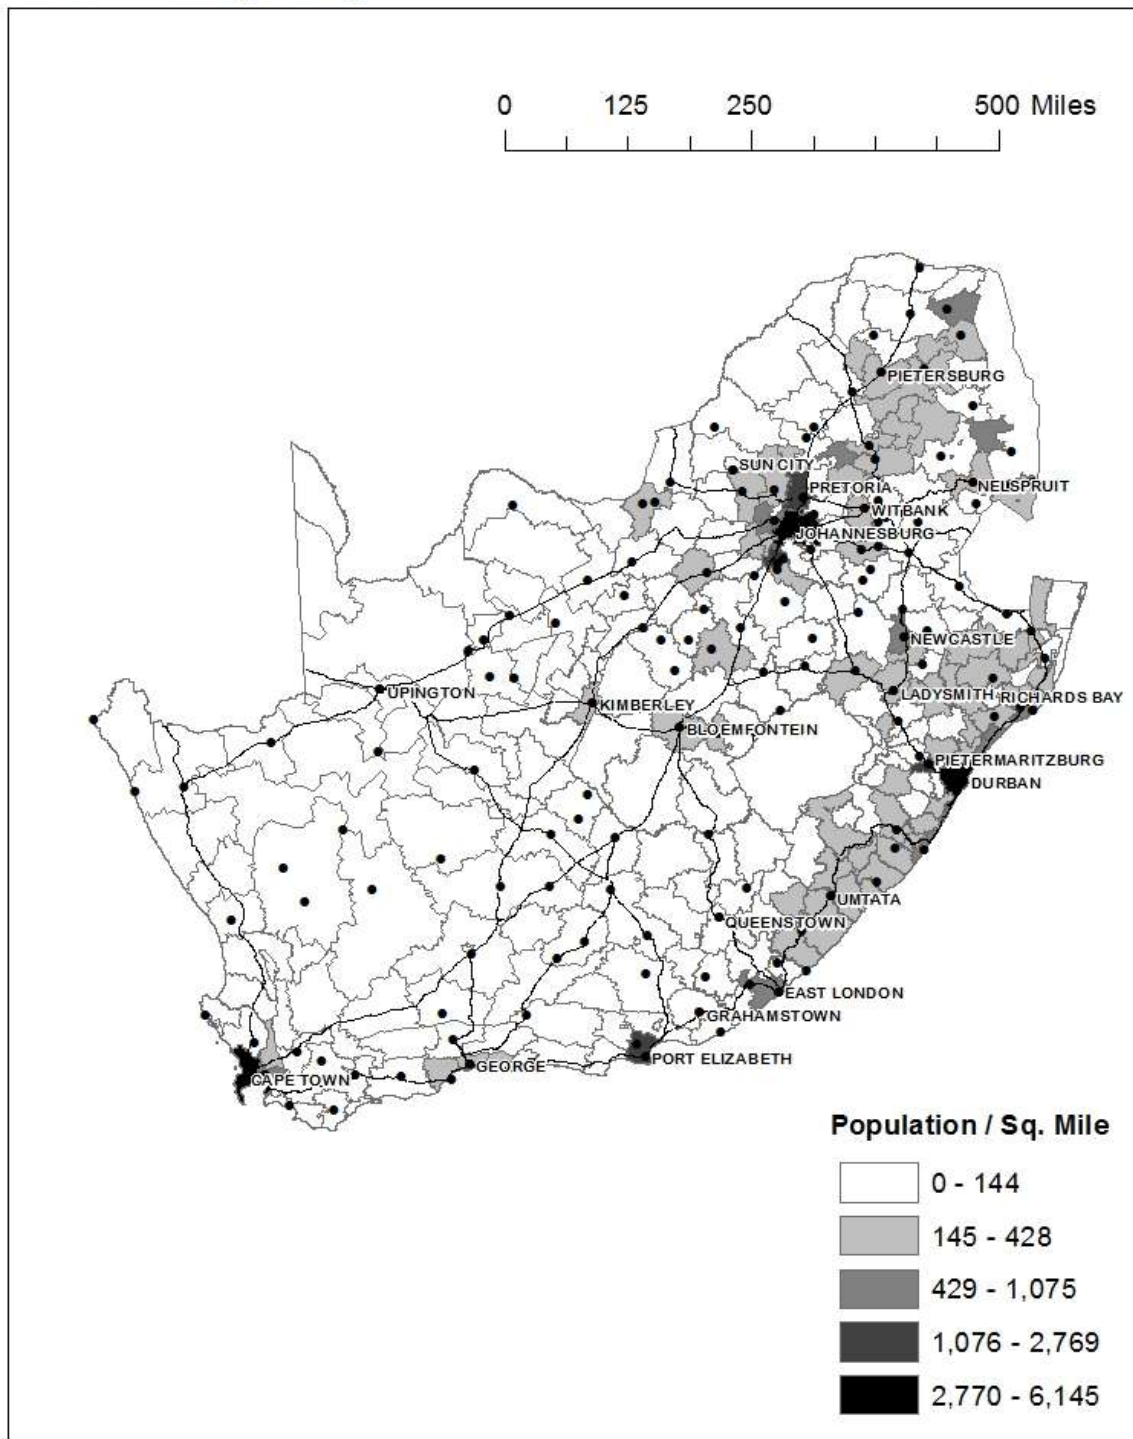 0 125 250 500 Miles
PIETERSBURG
SUN CITY
PRETORIA
NELSPRUIT
WITBANK
JOHANNESBURG
NEWCASTLE
UPINGTON
LADYSMITH
RICHARDS BAY
KIMBERLEY
BLOEMFONTEIN
PIETERMARITZBURG
DURBAN
UMTATA
QUEENSTOWN
EAST LONDON
GRAHAMSTOWN
PORT ELIZABETH
GEORGE
CAPE TOWN
Population / Sq. Mile
0 - 144
145 - 428
429 - 1,075
1,076 - 2,769
2,770 - 6,145